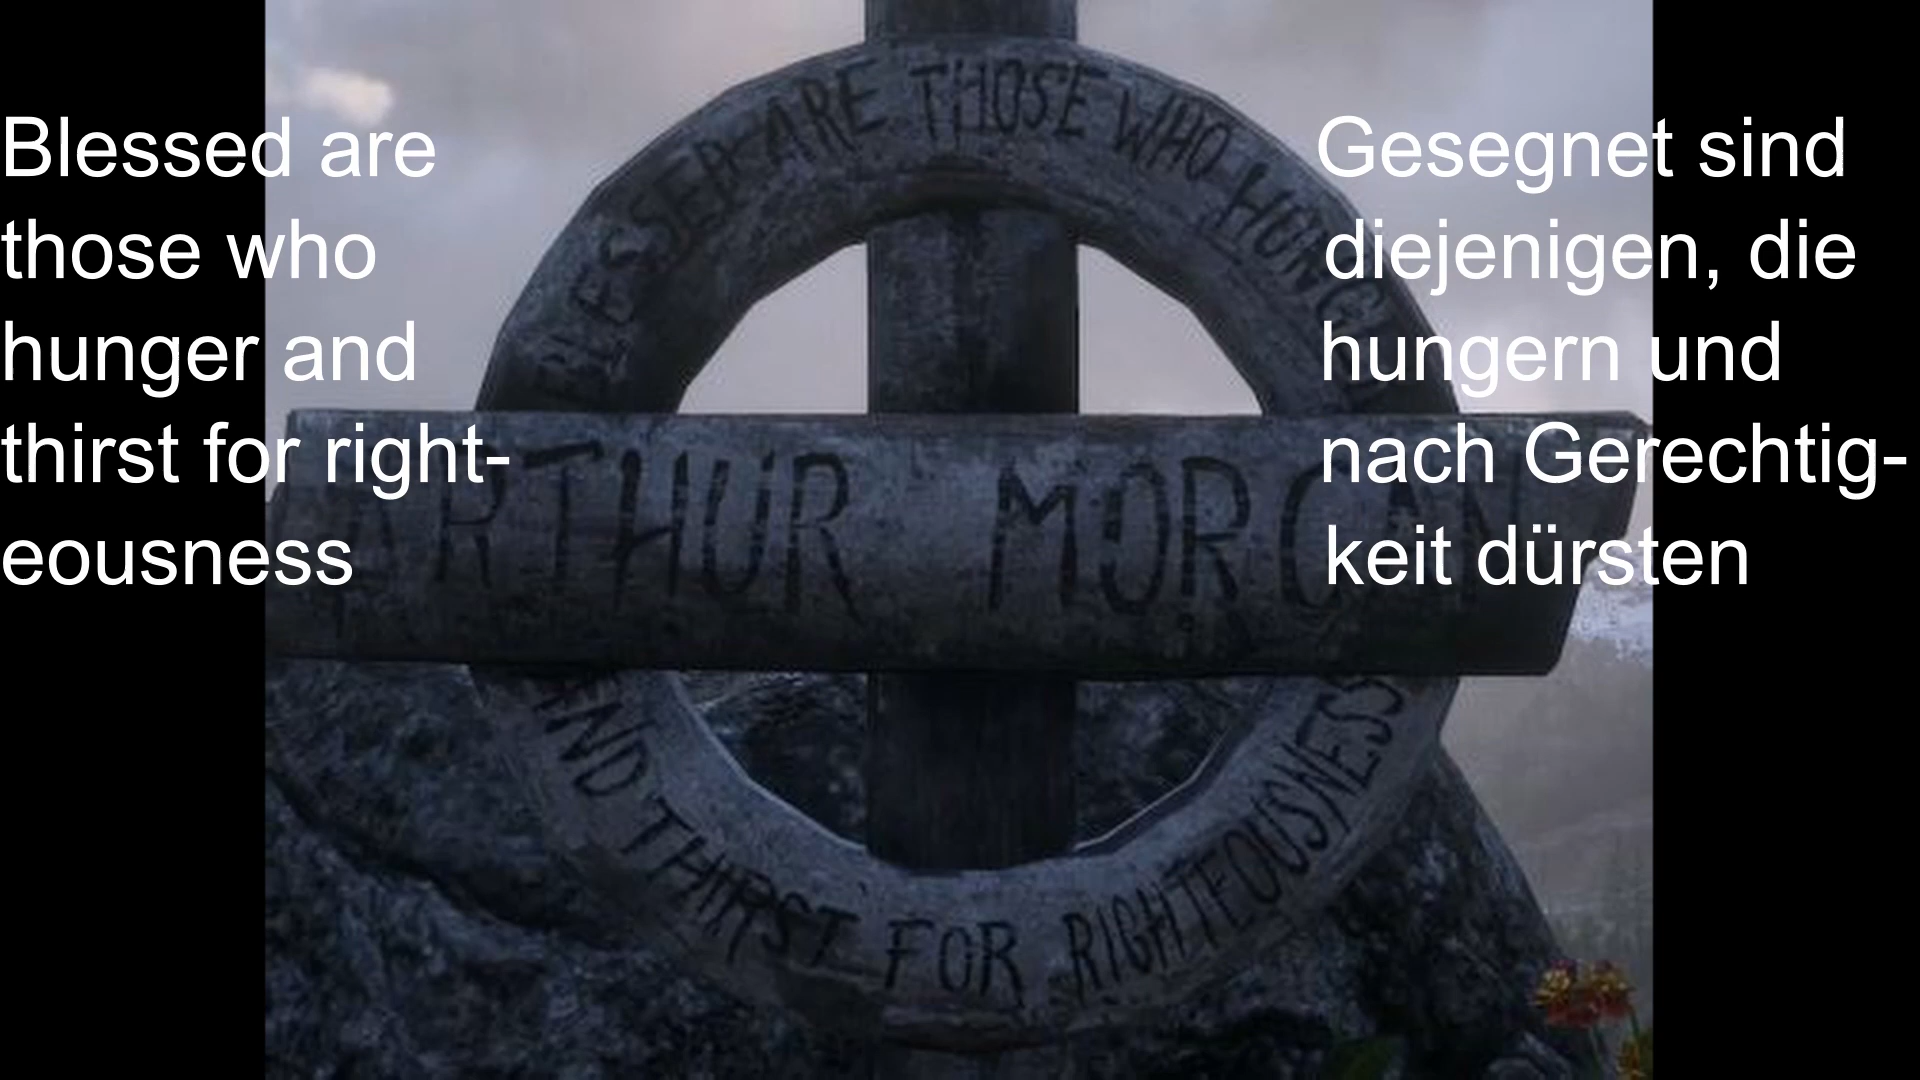 Blessed are
those who
hunger and
thirst for right-
eousness
Gesegnet sind
diejenigen, die
hungern und
nach Gerechtig-
keit dürsten
BLESSED ARE THOSE WHO HUNGER
ARTHUR MORGAN
AND THIRST FOR RIGHTEOUSNESS